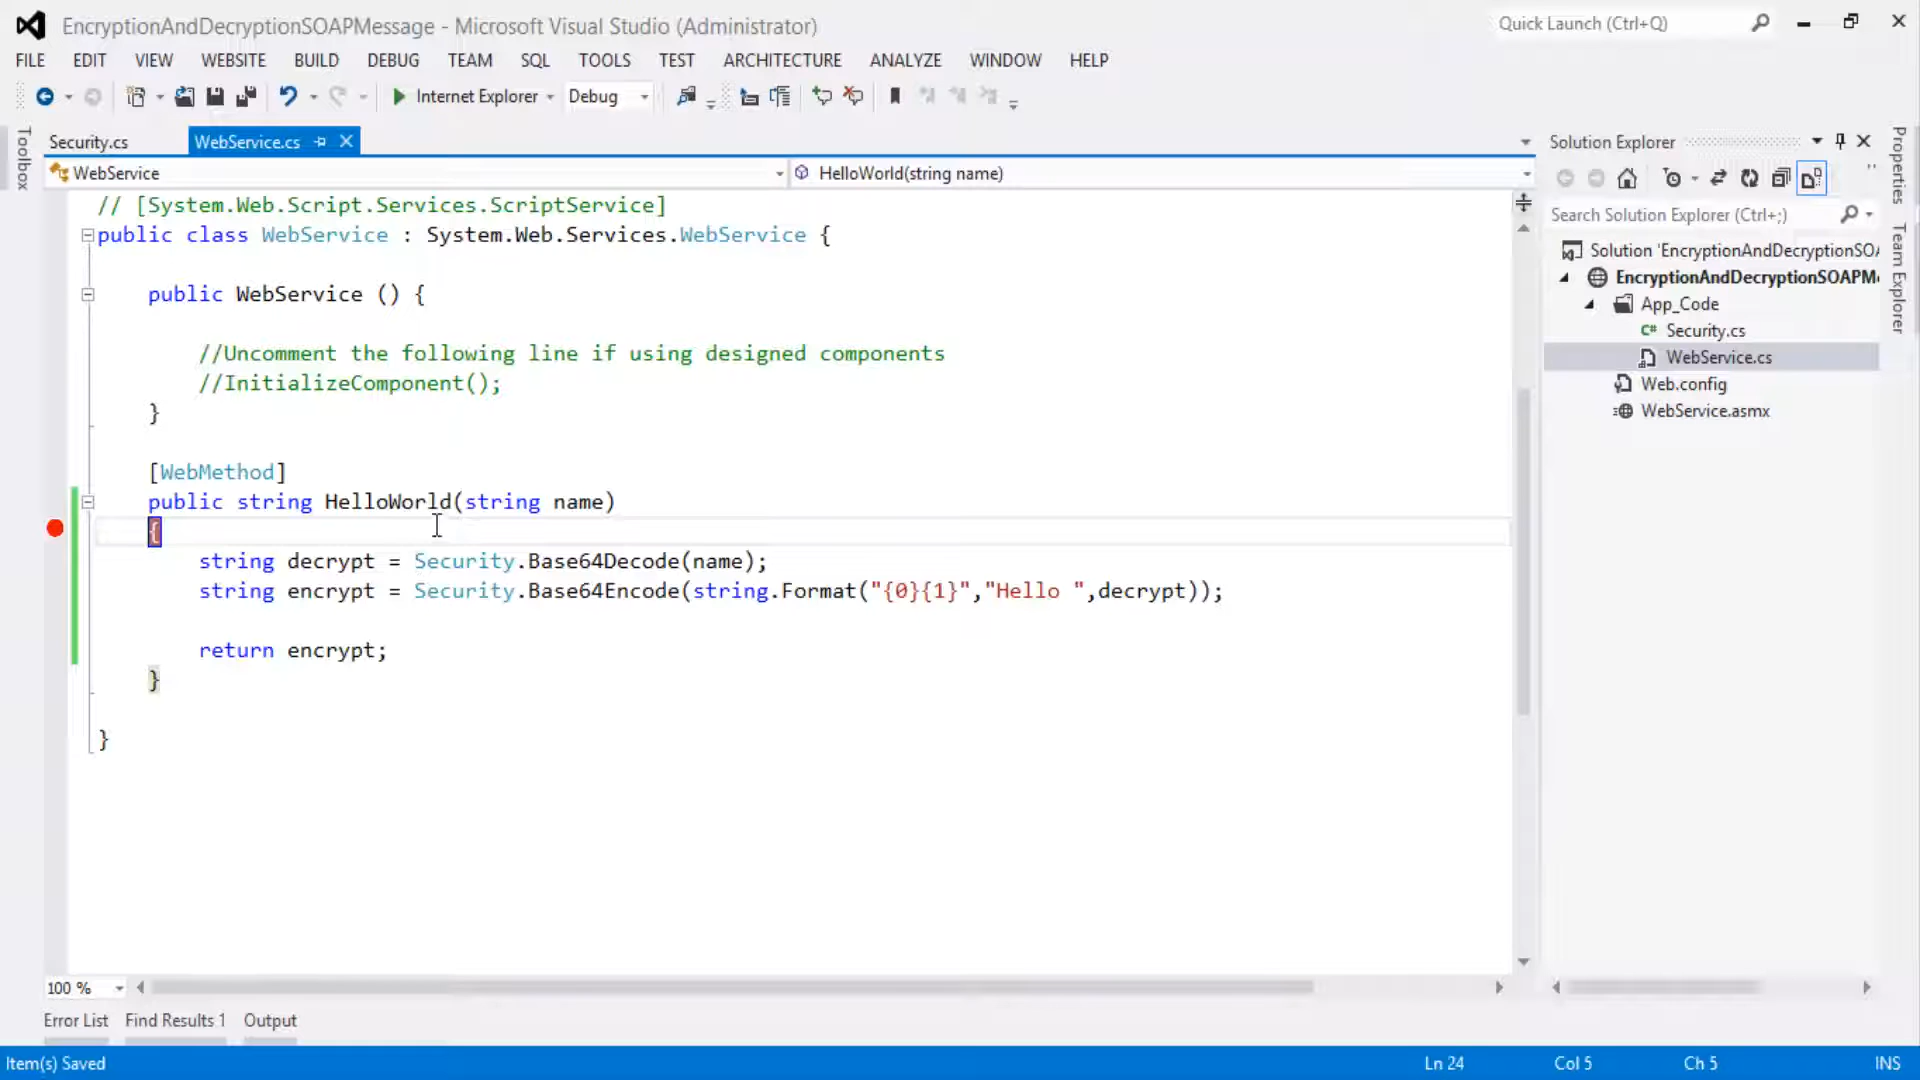 EncryptionAndDecryptionSOAPMessage - Microsoft Visual Studio (Administrator)
Quick Launch (Ctrl+Q)
FILE EDIT VIEW WEBSITE BUILD DEBUG TEAM SQL TOOLS TEST ARCHITECTURE ANALYZE WINDOW HELP
Internet Explorer Debug
Toolbox
Security.cs WebService.cs
WebService HelloWorld(string name)
// [System.Web.Script.Services.ScriptService]
public class WebService : System.Web.Services.WebService {
public WebService () {
//Uncomment the following line if using designed components
//InitializeComponent();
}
[WebMethod]
public string HelloWorld(string name)
{
string decrypt = Security.Base64Decode(name);
string encrypt = Security.Base64Encode(string.Format("{0}{1}","Hello ",decrypt));
return encrypt;
}
}
100 %
Solution Explorer
Search Solution Explorer (Ctrl+;)
Solution 'EncryptionAndDecryptionSOA
EncryptionAndDecryptionSOAPM
App_Code
C# Security.cs
WebService.cs
Web.config
WebService.asmx
Properties
Team Explorer
Error List Find Results 1 Output
Item(s) Saved
Ln 24 Col 5 Ch 5 INS